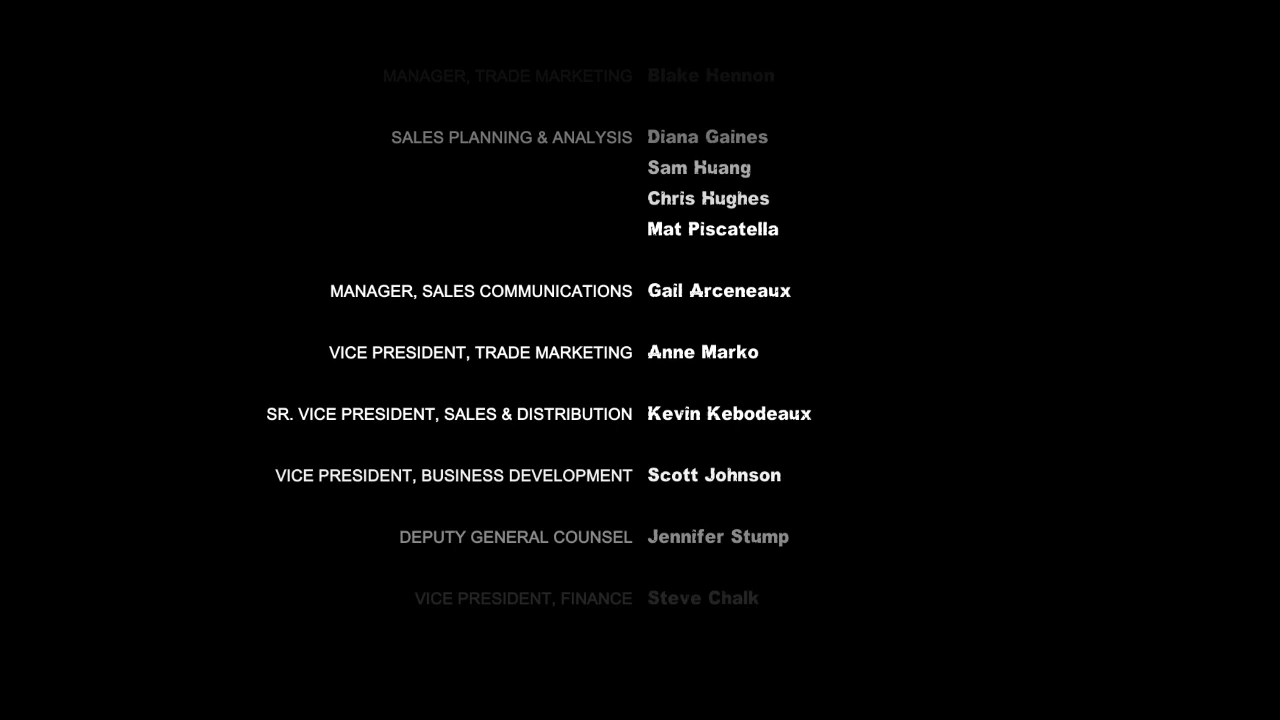 MANAGER, TRADE MARKETING Blake Hennon
SALES PLANNING & ANALYSIS Diana Gaines
Sam Huang
Chris Hughes
Mat Piscatella
MANAGER, SALES COMMUNICATIONS Gail Arceneaux
VICE PRESIDENT, TRADE MARKETING Anne Marko
SR. VICE PRESIDENT, SALES & DISTRIBUTION Kevin Kebodeaux
VICE PRESIDENT, BUSINESS DEVELOPMENT Scott Johnson
DEPUTY GENERAL COUNSEL Jennifer Stump
VICE PRESIDENT, FINANCE Steve Chalk